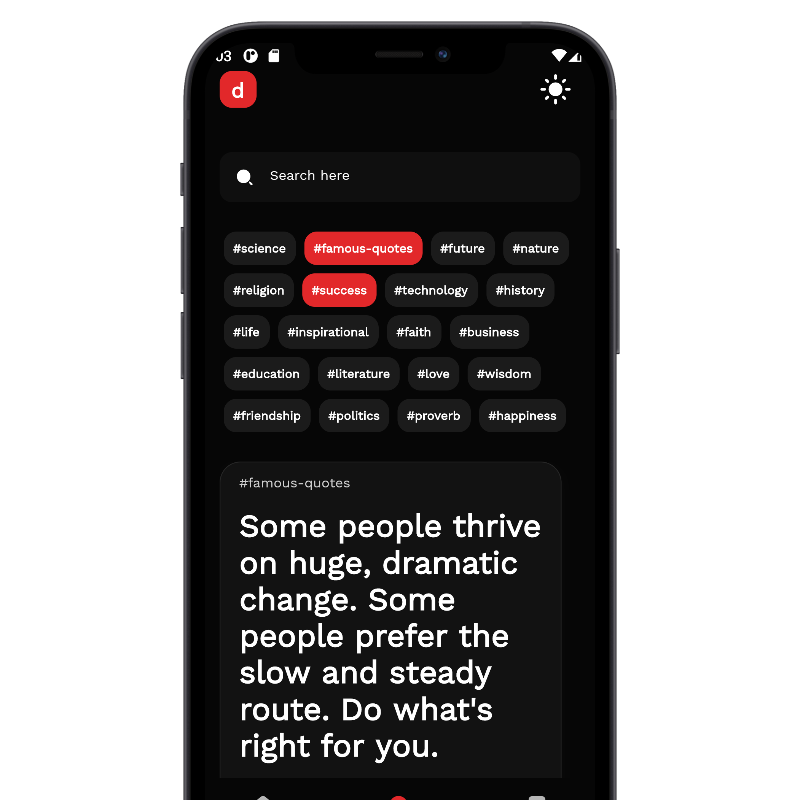 d
Search here
#science #famous-quotes #future #nature
#religion #success #technology #history
#life #inspirational #faith #business
#education #literature #love #wisdom
#friendship #politics #proverb #happiness
#famous-quotes
Some people thrive
on huge, dramatic
change. Some
people prefer the
slow and steady
route. Do what's
right for you.